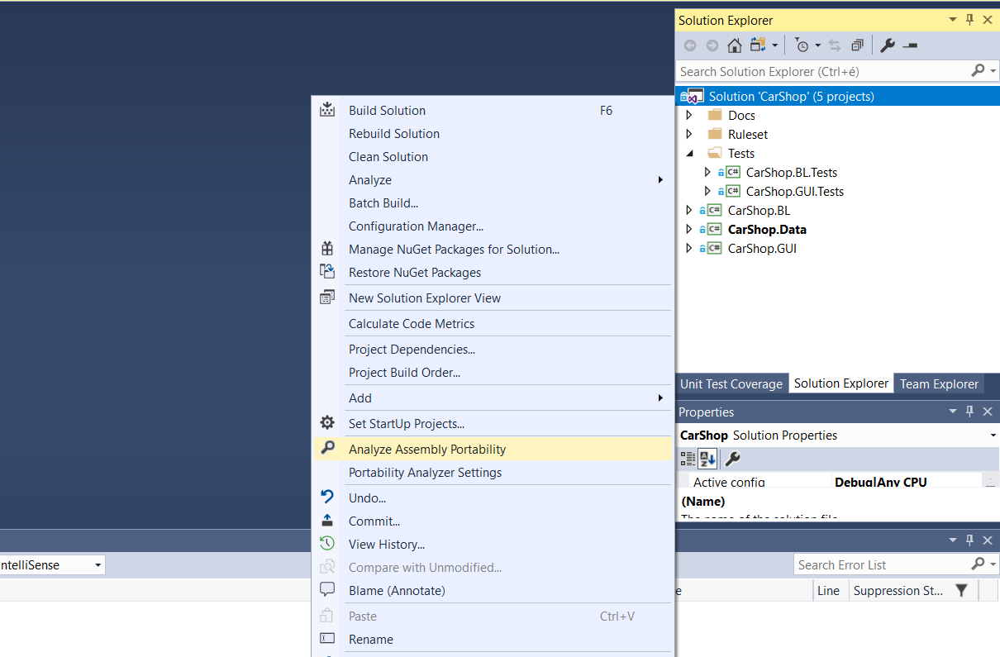 Solution Explorer
Search Solution Explorer (Ctrl+é)
Solution 'CarShop' (5 projects)
Docs
Ruleset
Tests
C# CarShop.BL.Tests
C# CarShop.GUI.Tests
C# CarShop.BL
C# CarShop.Data
C# CarShop.GUI
Build Solution F6
Rebuild Solution
Clean Solution
Analyze
Batch Build...
Configuration Manager...
Manage NuGet Packages for Solution...
Restore NuGet Packages
New Solution Explorer View
Calculate Code Metrics
Project Dependencies...
Project Build Order...
Add
Set StartUp Projects...
Analyze Assembly Portability
Portability Analyzer Settings
Undo...
Commit...
View History...
Compare with Unmodified...
Blame (Annotate)
Paste Ctrl+V
Rename
Unit Test Coverage Solution Explorer Team Explorer
Properties
CarShop Solution Properties
Active config Debug|Any CPU
(Name)
The name of the solution file.
ntelliSense
Search Error List
e Line Suppression St...